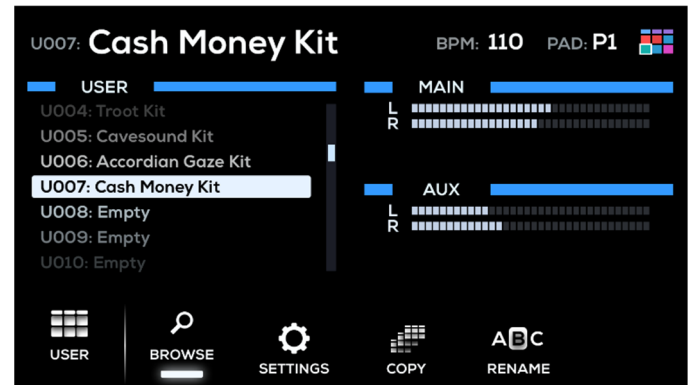 U007: Cash Money Kit
BPM: 110 PAD: P1
USER
U004: Troot Kit
U005: Cavesound Kit
U006: Accordian Gaze Kit
U007: Cash Money Kit
U008: Empty
U009: Empty
U010: Empty
MAIN
L
R
AUX
L
R
USER
BROWSE
SETTINGS
COPY
ABC
RENAME